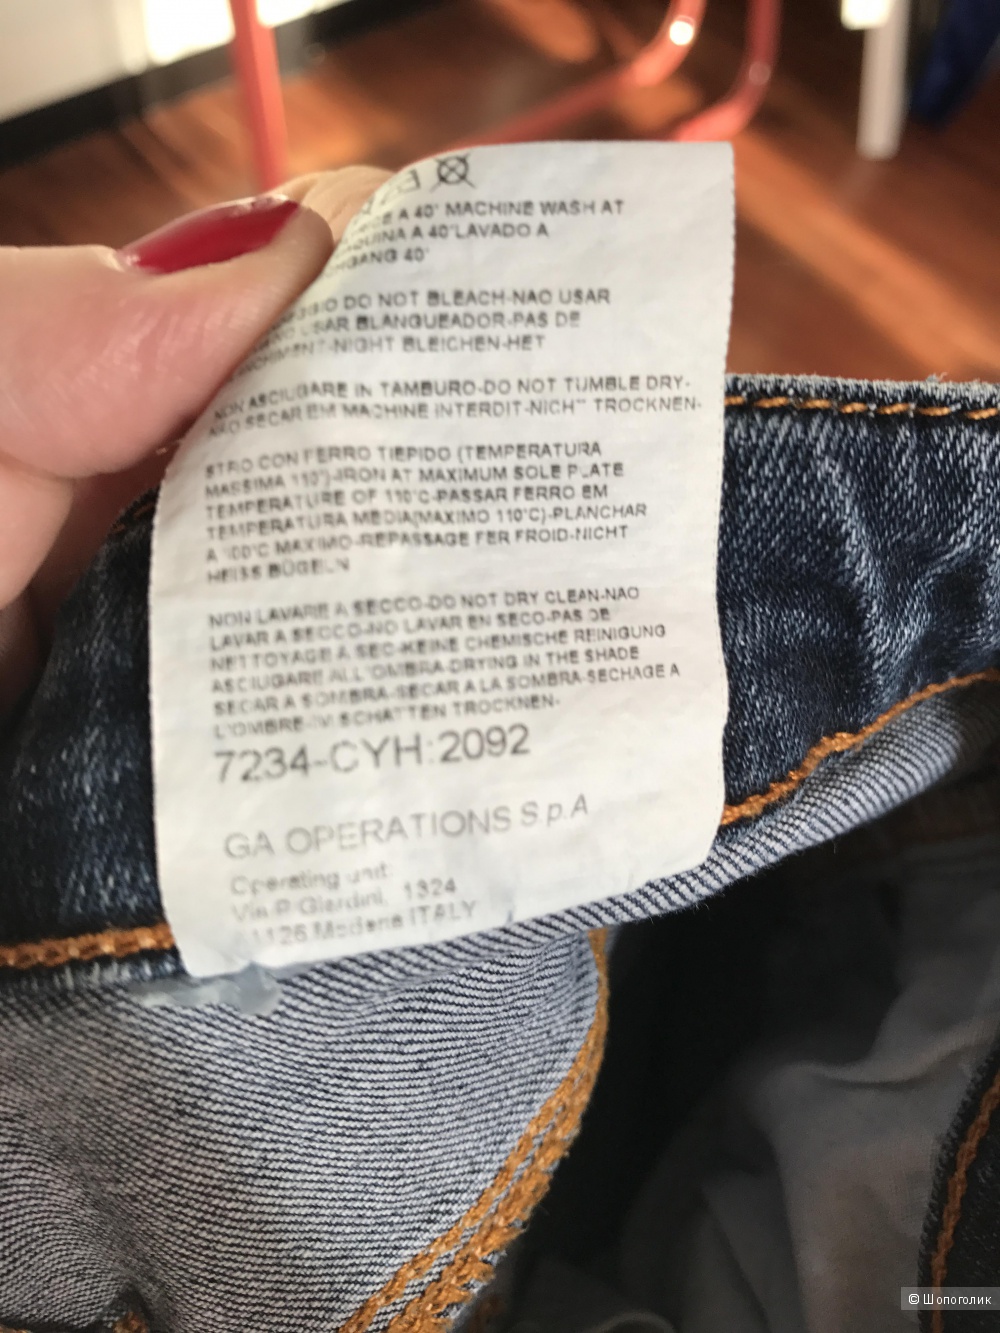 A 40° MACHINE WASH AT
A 40°LAVADO A
40°
DO NOT BLEACH-NAO USAR
USAR BLANGUEADOR-PAS DE
-NIGHT BLEICHEN-HET
NON ASCIUGARE IN TAMBURO-DO NOT TUMBLE DRY-
NAO SECAR EM MACHINE INTERDIT-NICH" TROCKNEN-
STIRO CON FERRO TIEPIDO (TEMPERATURA
MASSIMA 110°)-IRON AT MAXIMUM SOLE PLATE
TEMPERATURE OF 110°C-PASSAR FERRO EM
TEMPERATURA MEDIA(MAXIMO 110°C)-PLANCHAR
A MAXIMO-REPASSAGE FER FROID-NICHT
HEISS BÜGELN
NON LAVARE A SECCO-DO NOT DRY CLEAN-NAO
LAVAR A SECCO-NO LAVAR EN SECO-PAS DE
NETTOYAGE A SEC-KEINE CHEMISCHE REINIGUNG
ASCIUGARE ALL'OMBRA-DRYING IN THE SHADE
SECAR A SOMBRA-SECAR A LA SOMBRA-SECHAGE A
L'OMBRE-IM SCHATTEN TROCKNEN-
7234-CYH:2092
GA OPERATIONS S.p.A
Operating unit:
Via P. Giardini, 1324
Modena ITALY
© Шопоголик